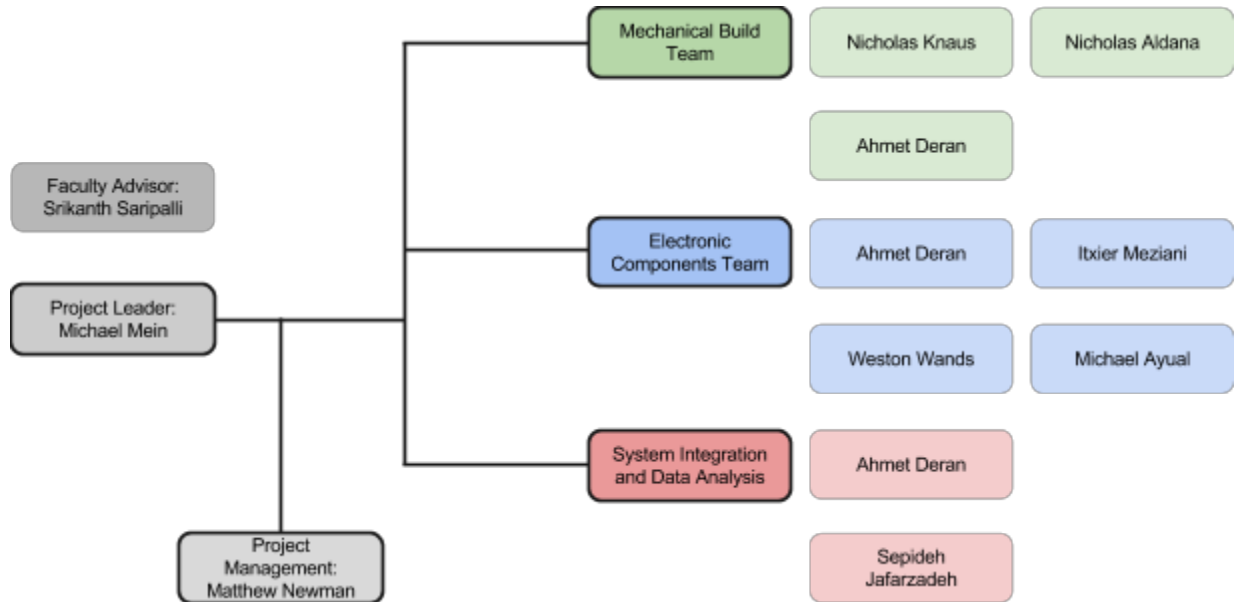 Mechanical Build
Team
Nicholas Knaus
Nicholas Aldana
Ahmet Deran
Faculty Advisor:
Srikanth Saripalli
Electronic
Components Team
Ahmet Deran
Itxier Meziani
Project Leader:
Michael Mein
Weston Wands
Michael Ayual
System Integration
and Data Analysis
Ahmet Deran
Project
Management:
Matthew Newman
Sepideh
Jafarzadeh